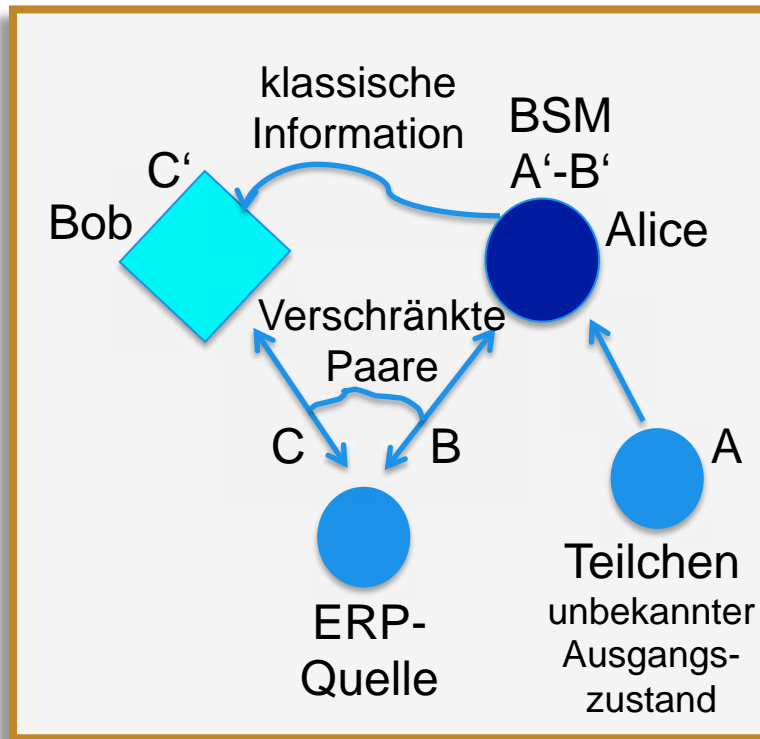 klassische
Information
BSM
A‘-B‘
C‘
Bob
Alice
Verschränkte
Paare
C
B
A
ERP-
Quelle
Teilchen
unbekannter
Ausgangs-
zustand